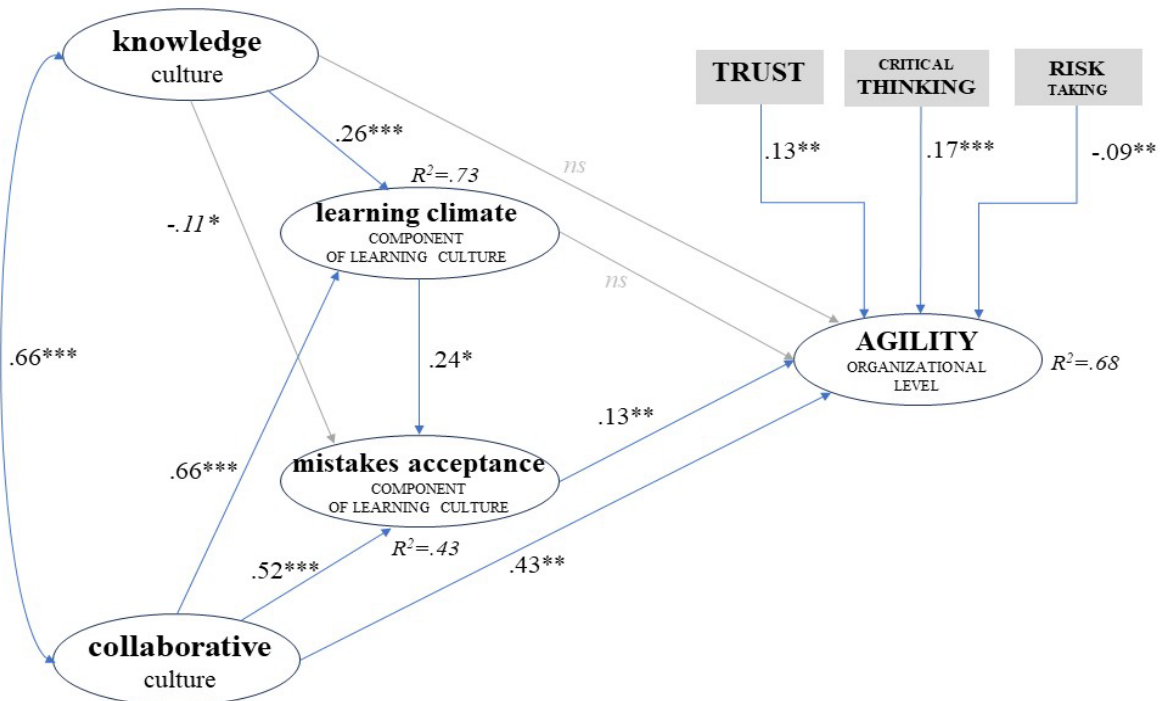 knowledge
culture
TRUST
CRITICAL
THINKING
RISK
TAKING
.26***
ns
.13**
.17***
-.09**
R²=.73
learning climate
COMPONENT
OF LEARNING CULTURE
-.11*
ns
AGILITY
ORGANIZATIONAL
LEVEL
R²=.68
.66***
.24*
.13**
mistakes acceptance
COMPONENT
OF LEARNING CULTURE
.66***
R²=.43
.52***
.43**
collaborative
culture